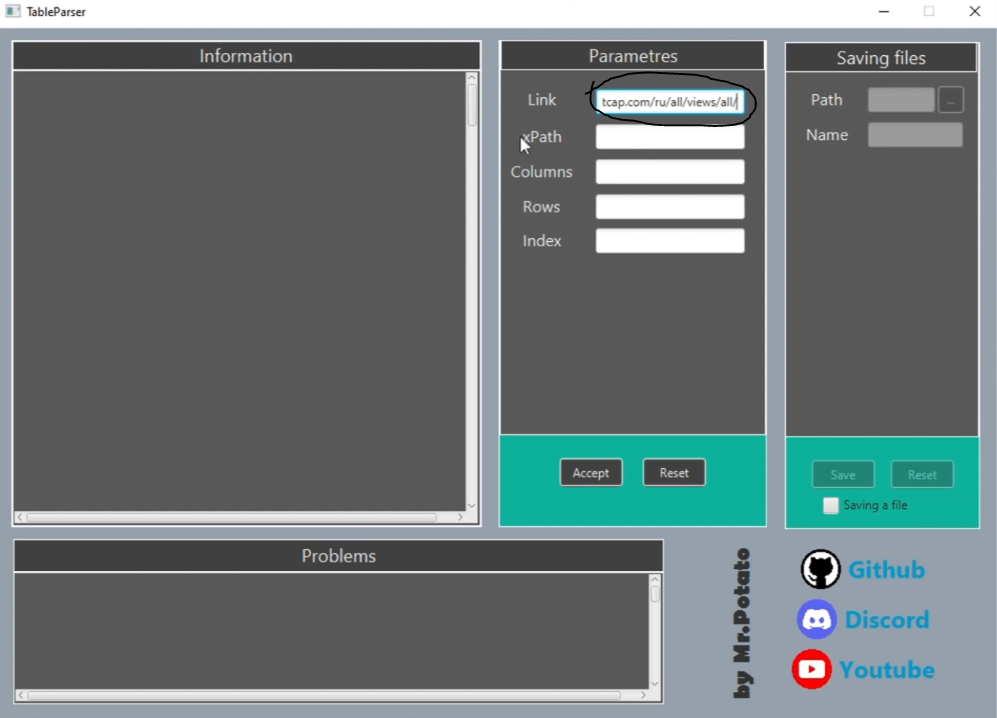 TableParser
Information
Parametres
Link
tcap.com/ru/all/views/all/
xPath
Columns
Rows
Index
Accept
Reset
Saving files
Path
...
Name
Save
Reset
Saving a file
Problems
by Mr.Potato
Github
Discord
Youtube